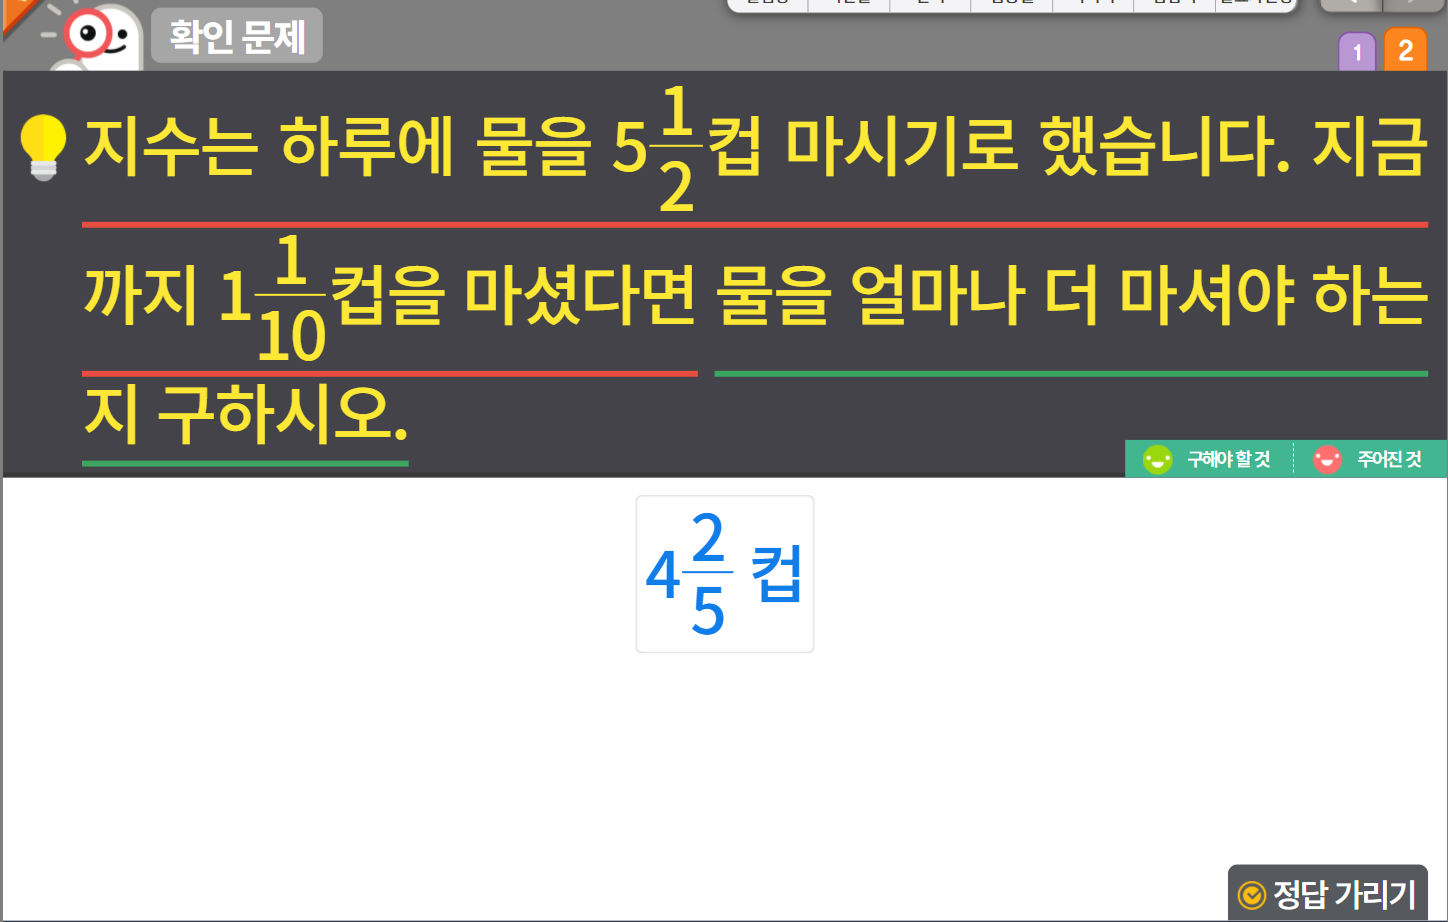 확인 문제
1 2
지수는 하루에 물을 5 1/2컵 마시기로 했습니다. 지금
까지 1 1/10컵을 마셨다면 물을 얼마나 더 마셔야 하는
지 구하시오.
구해야 할 것 주어진 것
4 2/5 컵
정답 가리기